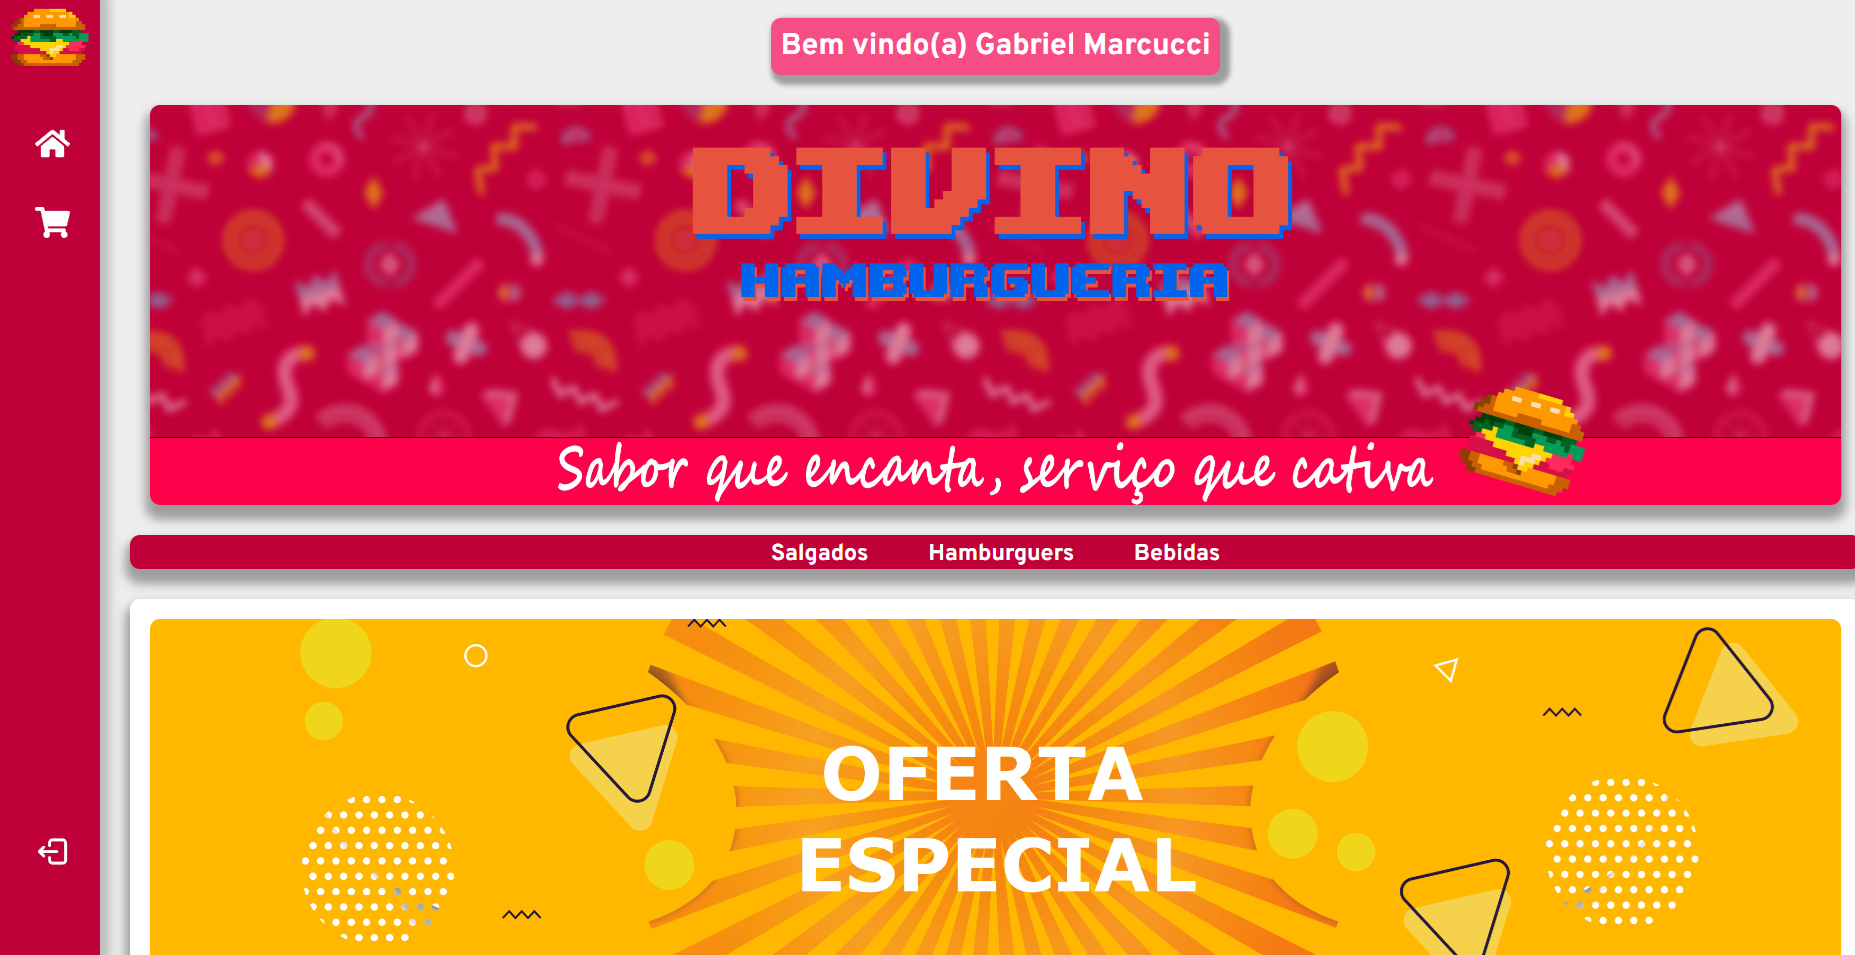 Bem vindo(a) Gabriel Marcucci
DIVINO
HAMBURGUERIA
Sabor que encanta, serviço que cativa
Salgados Hamburguers Bebidas
OFERTA
ESPECIAL